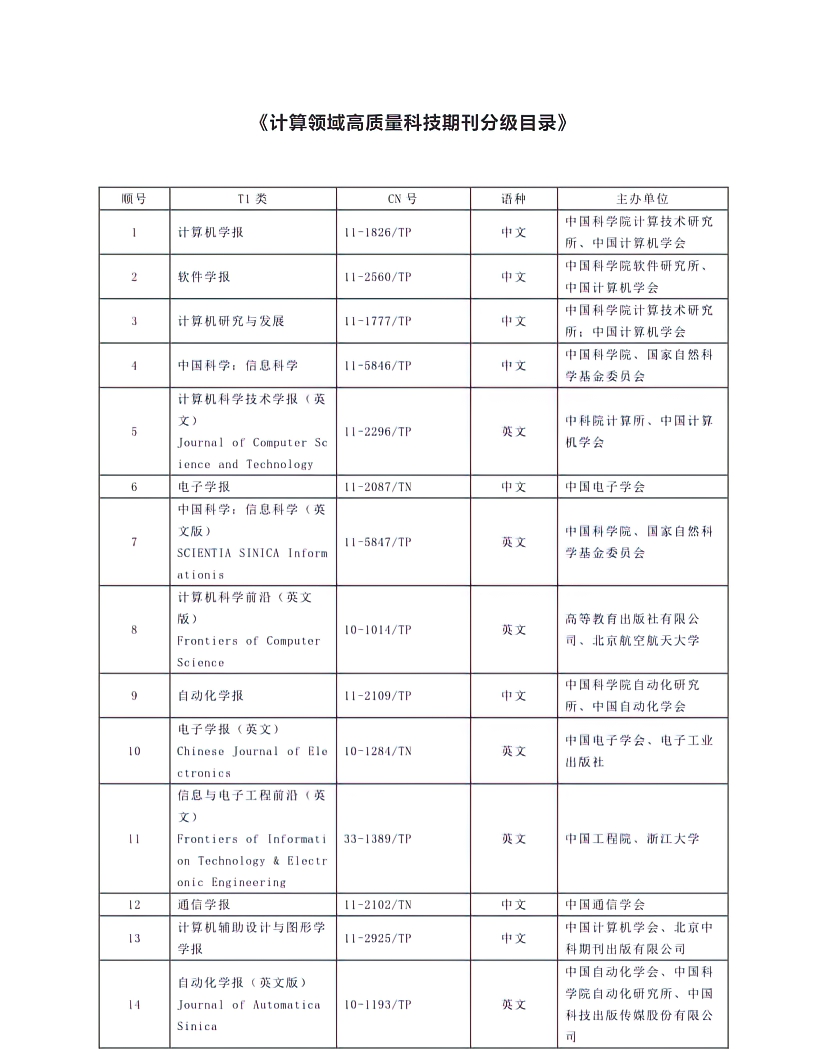 《计算领域高质量科技期刊分级目录》
顺号 T1 类 CN 号 语种 主办单位
1 计算机学报 11-1826/TP 中文 中国科学院计算技术研究
所、中国计算机学会
2 软件学报 11-2560/TP 中文 中国科学院软件研究所、
中国计算机学会
3 计算机研究与发展 11-1777/TP 中文 中国科学院计算技术研究
所；中国计算机学会
4 中国科学：信息科学 11-5846/TP 中文 中国科学院、国家自然科
学基金委员会
5 计算机科学技术学报（英
文）
Journal of Computer Sc
ience and Technology
11-2296/TP 英文 中科院计算所、中国计算
机学会
6 电子学报 11-2087/TN 中文 中国电子学会
7 中国科学：信息科学（英
文版）
SCIENTIA SINICA Inform
ationis
11-5847/TP 英文 中国科学院、国家自然科
学基金委员会
8 计算机科学前沿（英文
版）
Frontiers of Computer
Science
10-1014/TP 英文 高等教育出版社有限公
司、北京航空航天大学
9 自动化学报 11-2109/TP 中文 中国科学院自动化研究
所、中国自动化学会
10 电子学报（英文）
Chinese Journal of Ele
ctronics
10-1284/TN 英文 中国电子学会、电子工业
出版社
11 信息与电子工程前沿（英
文）
Frontiers of Informati
on Technology & Electr
onic Engineering
33-1389/TP 英文 中国工程院、浙江大学
12 通信学报 11-2102/TN 中文 中国通信学会
13 计算机辅助设计与图形学
学报
11-2925/TP 中文 中国计算机学会、北京中
科期刊出版有限公司
14 自动化学报（英文版）
Journal of Automatica
Sinica
10-1193/TP 英文 中国自动化学会、中国科
学院自动化研究所、中国
科技出版传媒股份有限公
司